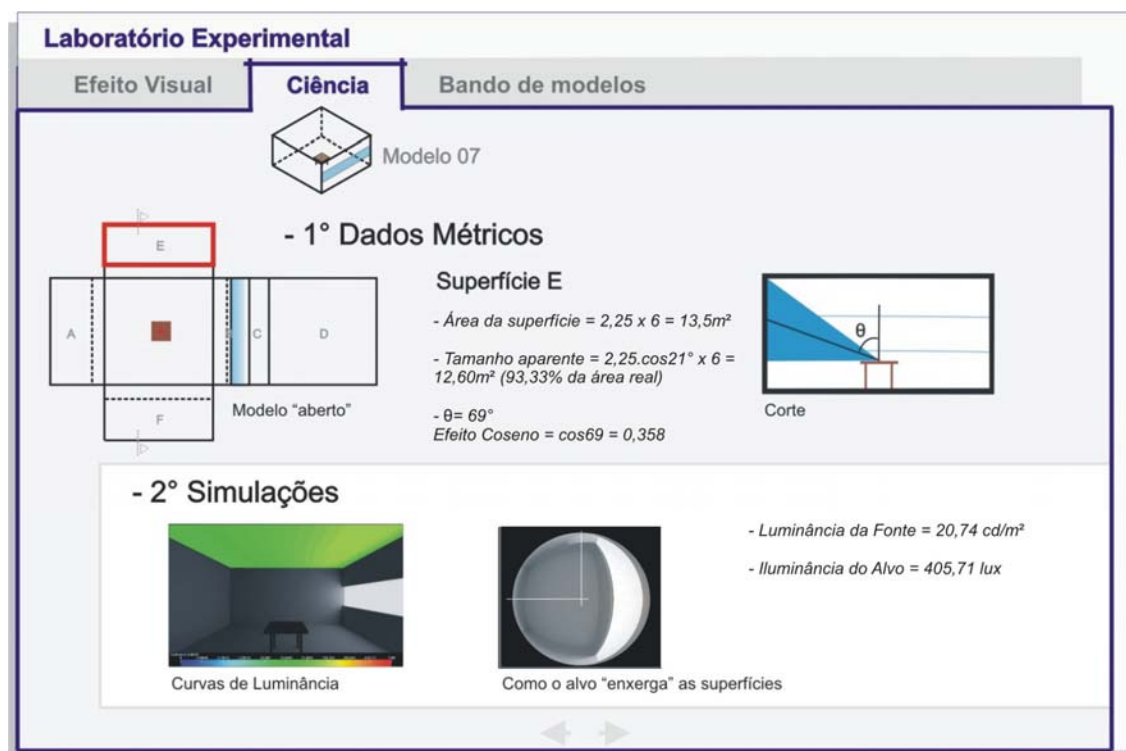 Laboratório Experimental
Efeito Visual
Ciência
Bando de modelos
Modelo 07
- 1° Dados Métricos
E
A
C
D
F
Modelo “aberto”
Superfície E
- Área da superfície = 2,25 x 6 = 13,5m²
- Tamanho aparente = 2,25.cos21° x 6 =
12,60m² (93,33% da área real)
- θ= 69°
Efeito Coseno = cos69 = 0,358
θ
Corte
- 2° Simulações
Curvas de Luminância
Como o alvo “enxerga” as superfícies
- Luminância da Fonte = 20,74 cd/m²
- Iluminância do Alvo = 405,71 lux